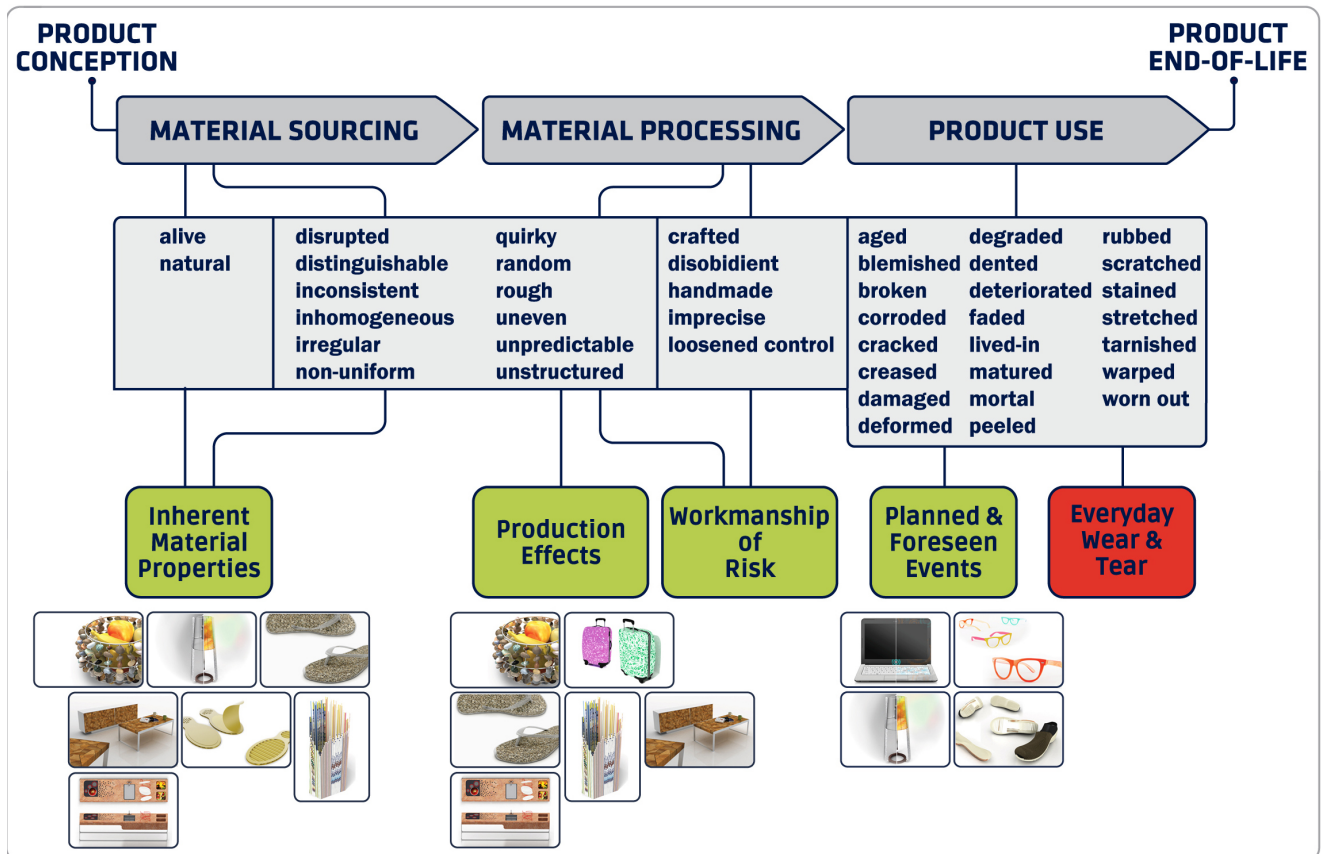 PRODUCT
CONCEPTION
PRODUCT
END-OF-LIFE
MATERIAL SOURCING
MATERIAL PROCESSING
PRODUCT USE
alive
natural
disrupted
distinguishable
inconsistent
inhomogeneous
irregular
non-uniform
quirky
random
rough
uneven
unpredictable
unstructured
crafted
disobidient
handmade
imprecise
loosened control
aged
blemished
broken
corroded
cracked
creased
damaged
deformed
degraded
dented
deteriorated
faded
lived-in
matured
mortal
peeled
rubbed
scratched
stained
stretched
tarnished
warped
worn out
Inherent
Material
Properties
Production
Effects
Workmanship
of
Risk
Planned &
Foreseen
Events
Everyday
Wear &
Tear